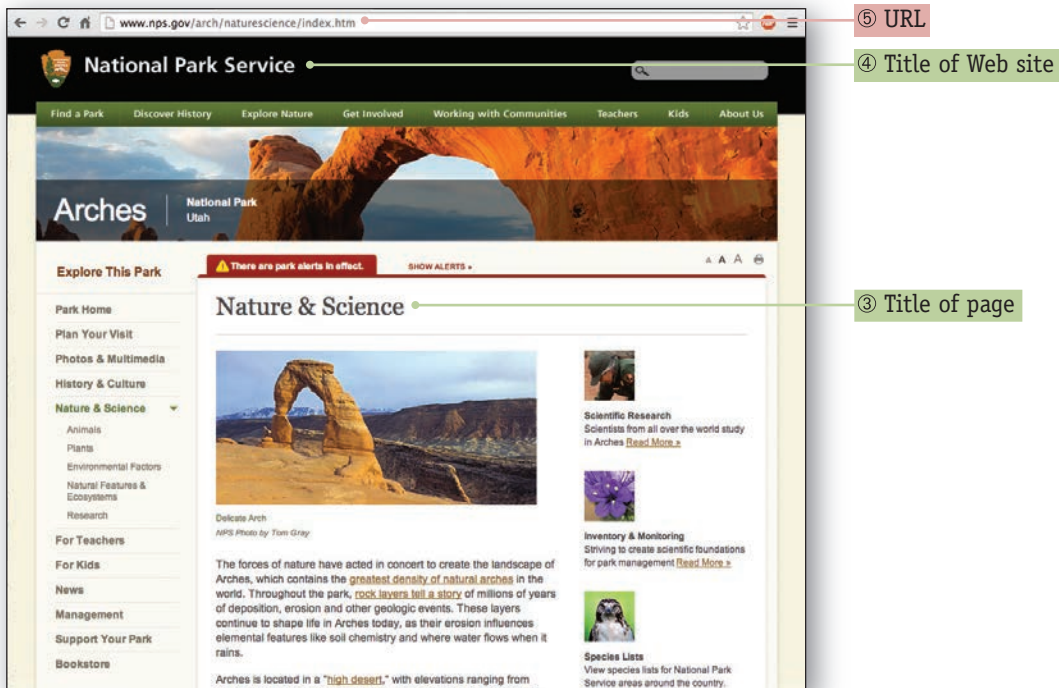 www.nps.gov/arch/naturescience/index.htm
⑤ URL
National Park Service
④ Title of Web site
Find a Park Discover History Explore Nature Get Involved Working with Communities Teachers Kids About Us
Arches
National Park
Utah
Explore This Park
There are park alerts in effect.
SHOW ALERTS »
A A A
Park Home
Plan Your Visit
Photos & Multimedia
History & Culture
Nature & Science
Animals
Plants
Environmental Factors
Natural Features &
Ecosystems
Research
For Teachers
For Kids
News
Management
Support Your Park
Bookstore
Nature & Science
③ Title of page
Delicate Arch
NPS Photo by Tom Gray
The forces of nature have acted in concert to create the landscape of
Arches, which contains the greatest density of natural arches in the
world. Throughout the park, rock layers tell a story of millions of years
of deposition, erosion and other geologic events. These layers
continue to shape life in Arches today, as their erosion influences
elemental features like soil chemistry and where water flows when it
rains.
Arches is located in a "high desert," with elevations ranging from
Scientific Research
Scientists from all over the world study
in Arches Read More »
Inventory & Monitoring
Striving to create scientific foundations
for park management Read More »
Species Lists
View species lists for National Park
Service areas around the country.